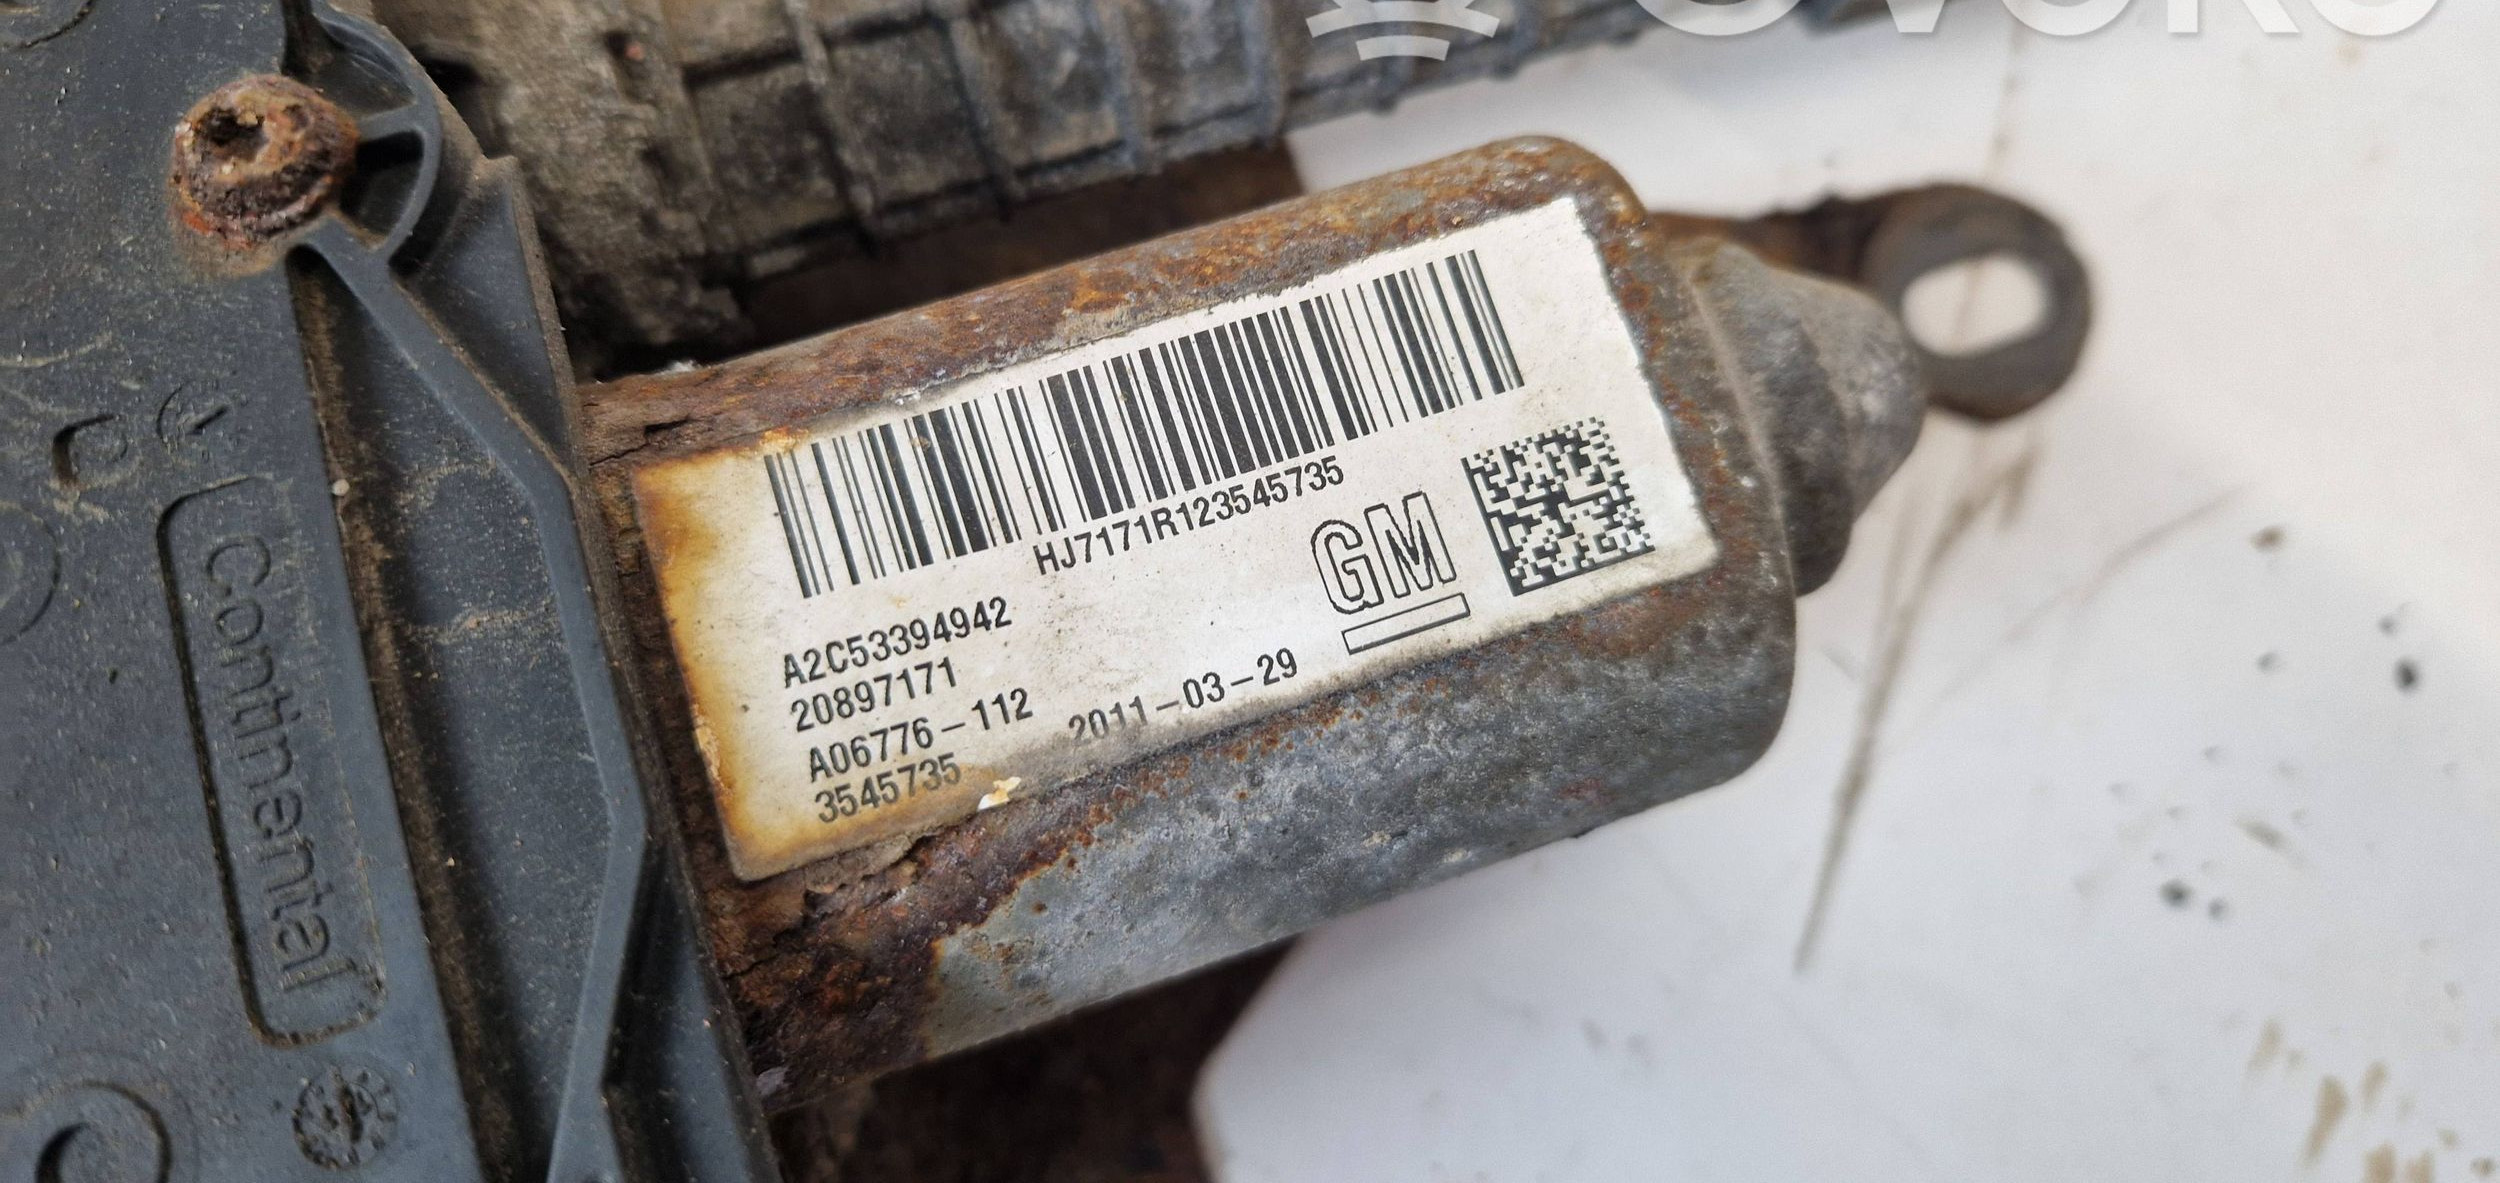 HJ7171R123545735
GM
A2C53394942
20897171
A06776-112
2011-03-29
3545735
Continental